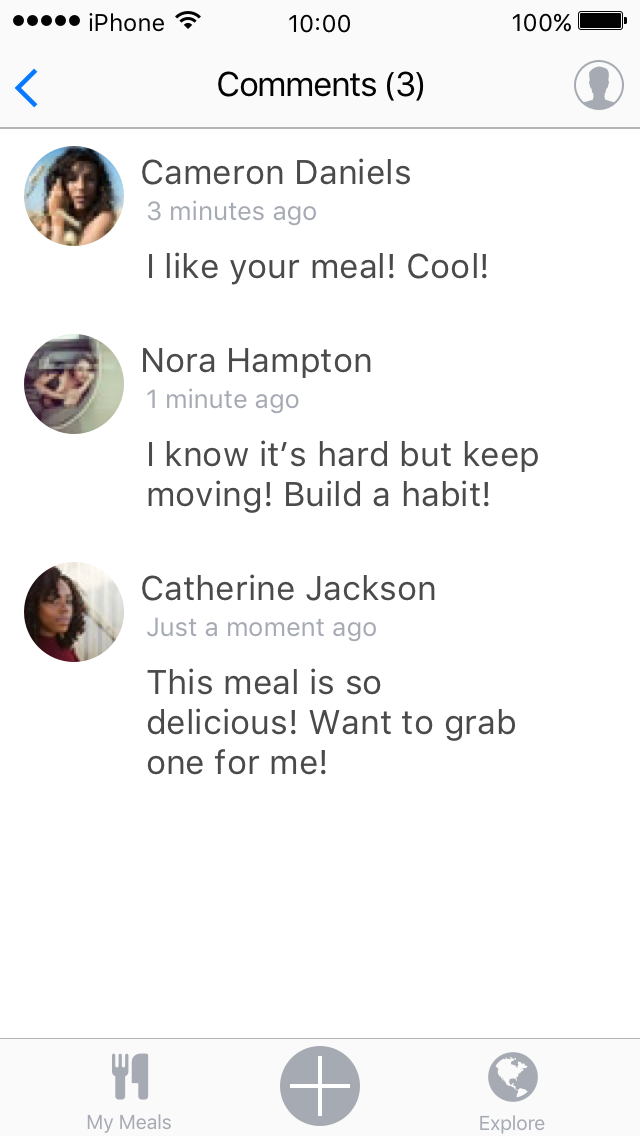 iPhone 10:00 100%
Comments (3)
Cameron Daniels
3 minutes ago
I like your meal! Cool!
Nora Hampton
1 minute ago
I know it’s hard but keep
moving! Build a habit!
Catherine Jackson
Just a moment ago
This meal is so
delicious! Want to grab
one for me!
My Meals Explore